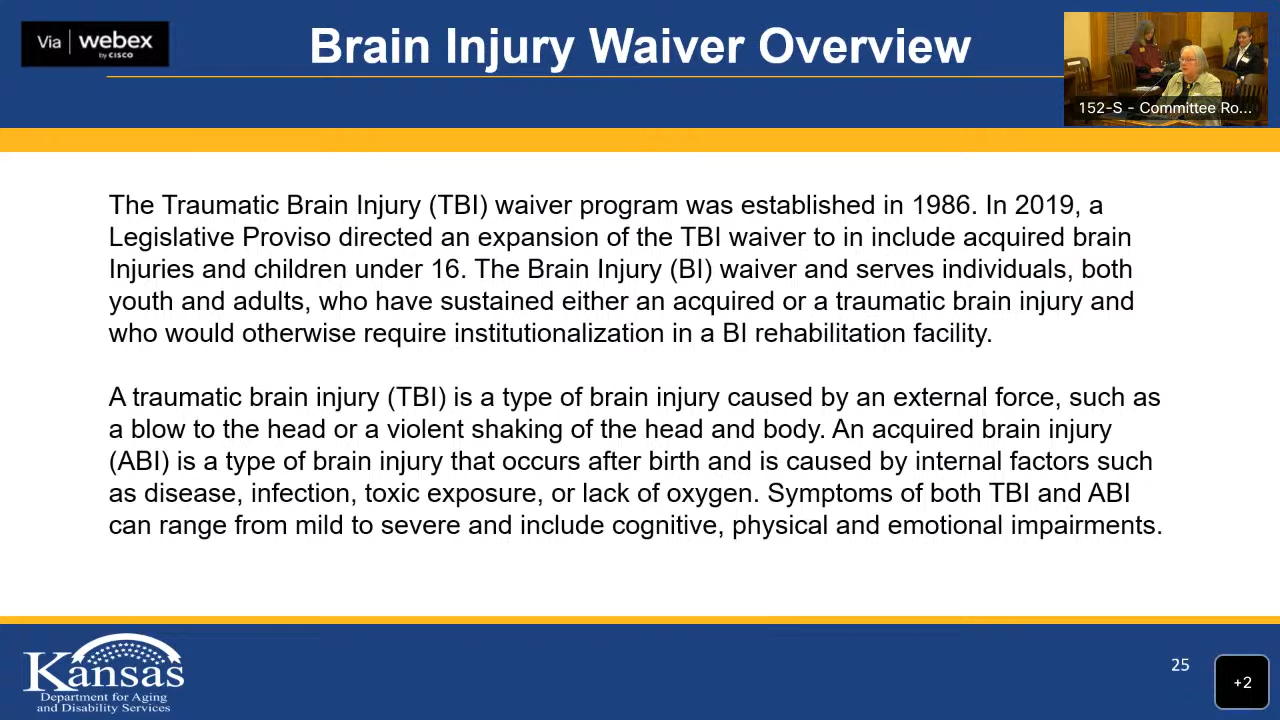 Via webex
by CISCO
Brain Injury Waiver Overview
152-S - Committee Ro...
The Traumatic Brain Injury (TBI) waiver program was established in 1986. In 2019, a
Legislative Proviso directed an expansion of the TBI waiver to in include acquired brain
Injuries and children under 16. The Brain Injury (BI) waiver and serves individuals, both
youth and adults, who have sustained either an acquired or a traumatic brain injury and
who would otherwise require institutionalization in a BI rehabilitation facility.
A traumatic brain injury (TBI) is a type of brain injury caused by an external force, such as
a blow to the head or a violent shaking of the head and body. An acquired brain injury
(ABI) is a type of brain injury that occurs after birth and is caused by internal factors such
as disease, infection, toxic exposure, or lack of oxygen. Symptoms of both TBI and ABI
can range from mild to severe and include cognitive, physical and emotional impairments.
Kansas
Department for Aging
and Disability Services
25
+2